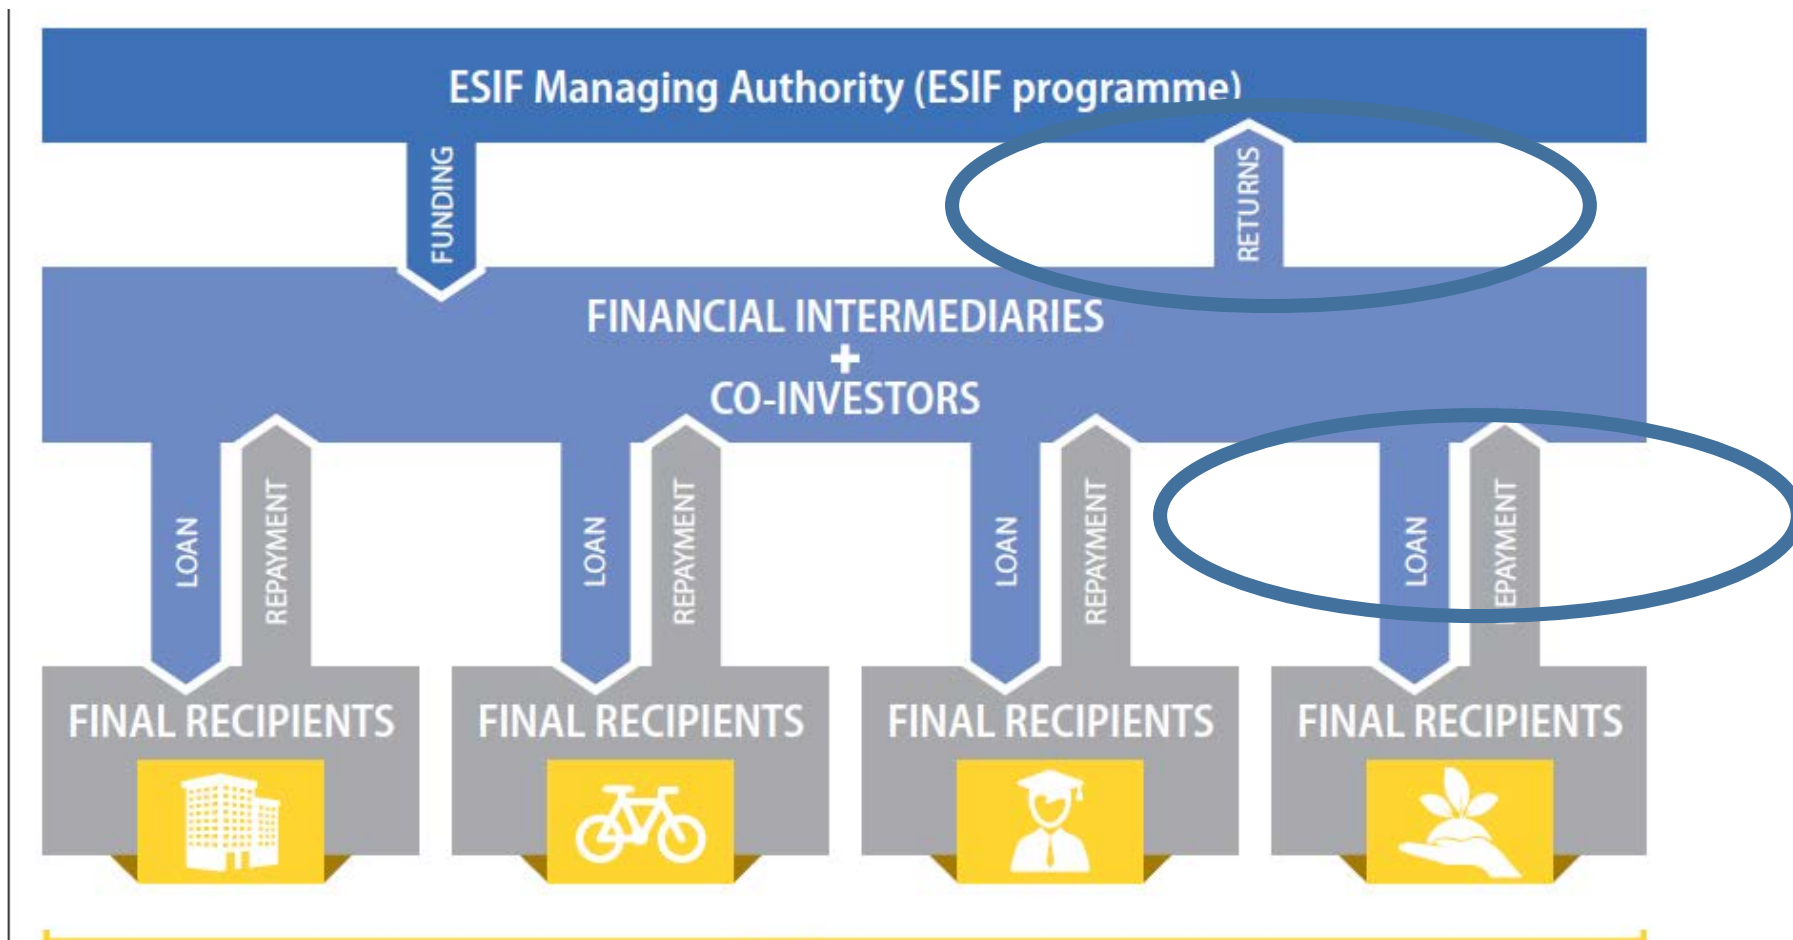 ESIF Managing Authority (ESIF programme)
FUNDING
RETURNS
FINANCIAL INTERMEDIARIES
+
CO-INVESTORS
LOAN
REPAYMENT
LOAN
REPAYMENT
LOAN
REPAYMENT
LOAN
EPAYMENT
FINAL RECIPIENTS
FINAL RECIPIENTS
FINAL RECIPIENTS
FINAL RECIPIENTS